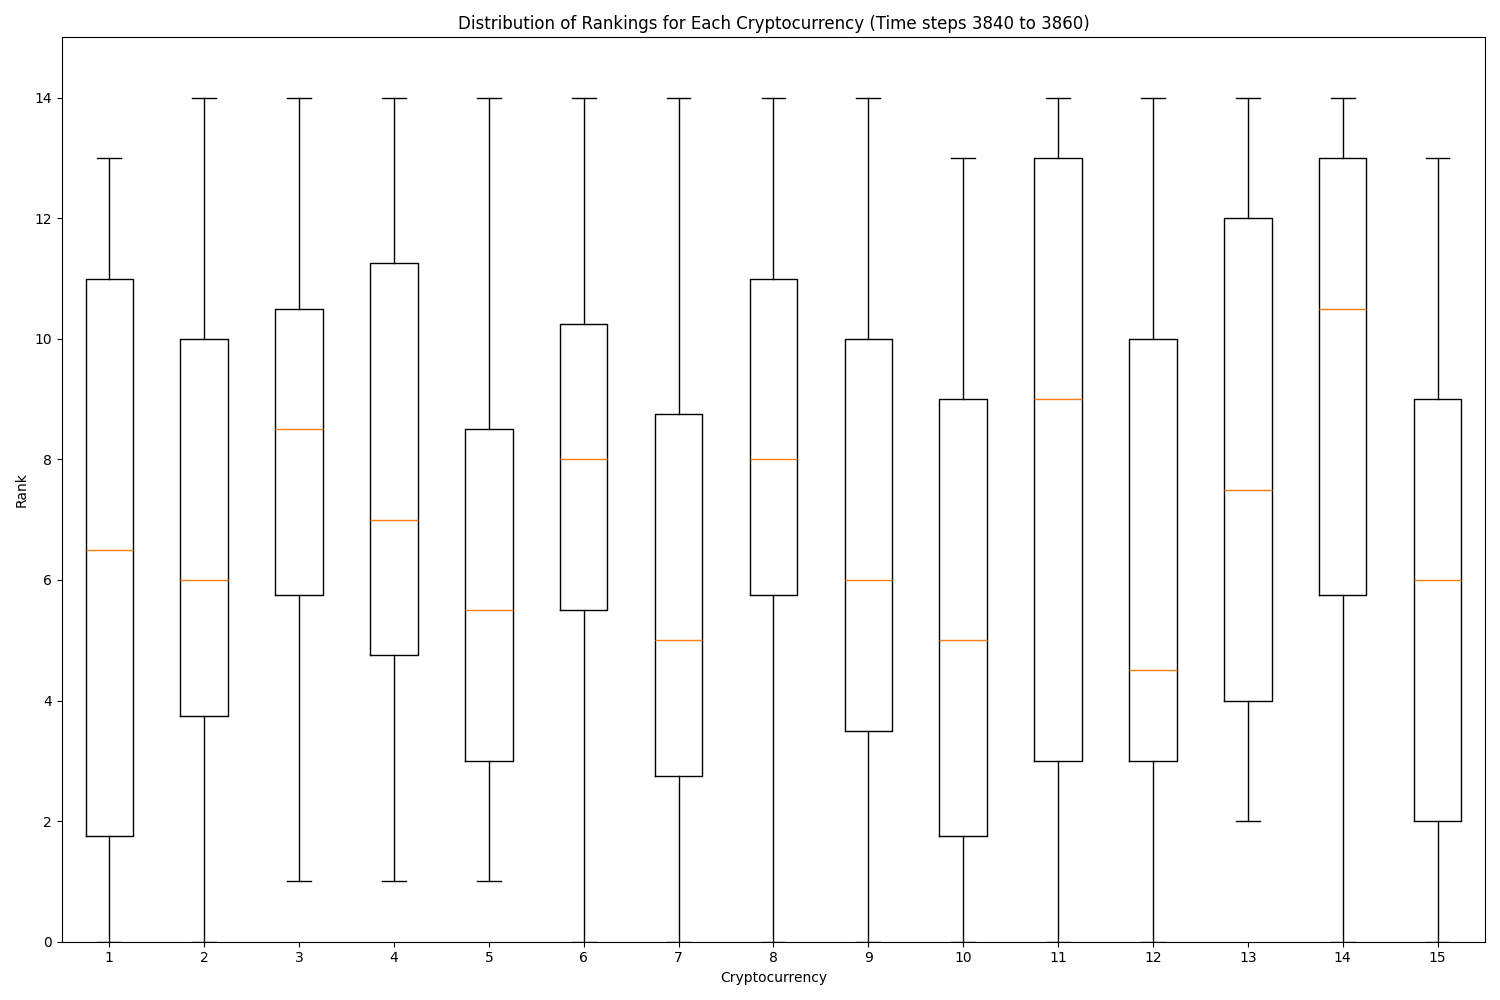 Distribution of Rankings for Each Cryptocurrency (Time steps 3840 to 3860)
Rank
14
12
10
8
6
4
2
0
1 2 3 4 5 6 7 8 9 10 11 12 13 14 15
Cryptocurrency